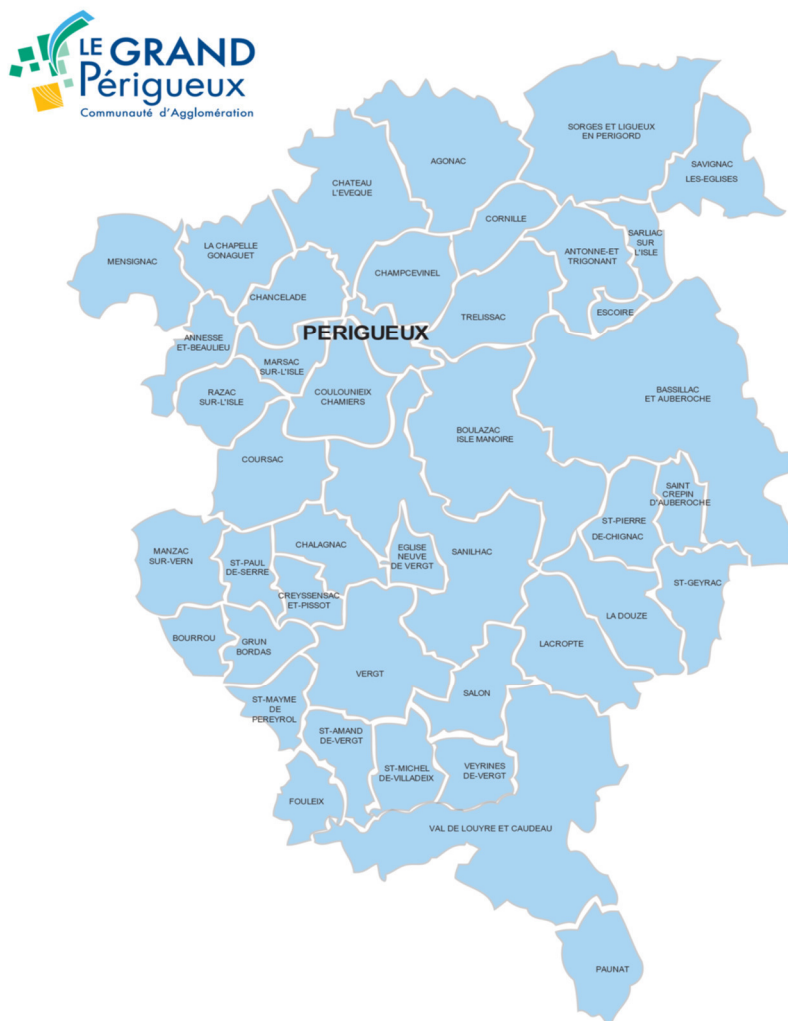 LE GRAND
Périgueux
Communauté d'Agglomération
SORGES ET LIGUEUX
EN PERIGORD
AGONAC
SAVIGNAC
LES-EGLISES
CHATEAU
L'EVEQUE
CORNILLE
SARLIAC
SUR
L'ISLE
LA CHAPELLE
GONAGUET
ANTONNE-ET
TRIGONANT
MENSIGNAC
CHAMPCEVINEL
CHANCELADE
ESCOIRE
TRELISSAC
PERIGUEUX
ANNESSE
ET-BEAULIEU
MARSAC
SUR-L'ISLE
RAZAC
SUR-L'ISLE
COULOUNIEIX
CHAMIERS
BASSILLAC
ET AUBEROCHE
BOULAZAC
ISLE MANOIRE
COURSAC
SAINT
CREPIN
D'AUBEROCHE
ST-PIERRE
DE-CHIGNAC
CHALAGNAC
MANZAC
SUR-VERN
EGLISE
NEUVE
DE VERGT
SANILHAC
ST-PAUL
DE-SERRE
ST-GEYRAC
CREYSSENSAC
ET-PISSOT
LA DOUZE
BOURROU
GRUN
BORDAS
LACROPTE
VERGT
SALON
ST-MAYME
DE
PEREYROL
ST-AMAND
DE-VERGT
ST-MICHEL
DE-VILLADEIX
VEYRINES
DE-VERGT
FOULEIX
VAL DE LOUYRE ET CAUDEAU
PAUNAT